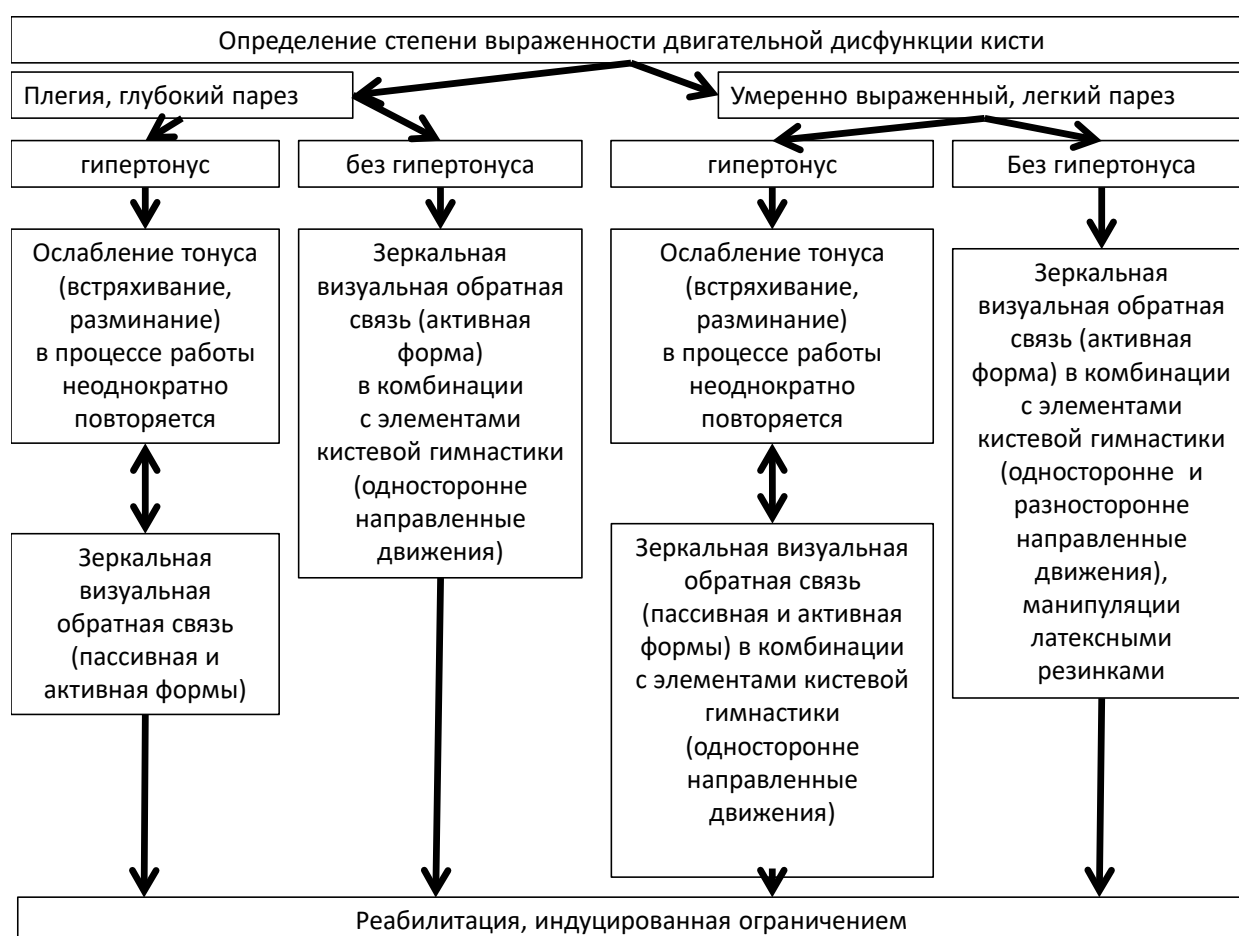 Определение степени выраженности двигательной дисфункции кисти
Плегия, глубокий парез
Умеренно выраженный, легкий парез
гипертонус
без гипертонуса
гипертонус
Без гипертонуса
Ослабление тонуса
(встряхивание,
разминание)
в процессе работы
неоднократно
повторяется
Зеркальная
визуальная обратная
связь (активная
форма)
в комбинации
с элементами
кистевой гимнастики
(односторонне
направленные
движения)
Ослабление тонуса
(встряхивание,
разминание)
в процессе работы
неоднократно
повторяется
Зеркальная
визуальная обратная
связь (активная
форма) в комбинации
с элементами
кистевой гимнастики
(односторонне и
разносторонне
направленные
движения),
манипуляции
латексными
резинками
Зеркальная
визуальная
обратная связь
(пассивная и
активная формы)
Зеркальная визуальная
обратная связь
(пассивная и активная
формы) в комбинации
с элементами кистевой
гимнастики
(односторонне
направленные
движения)
Реабилитация, индуцированная ограничением